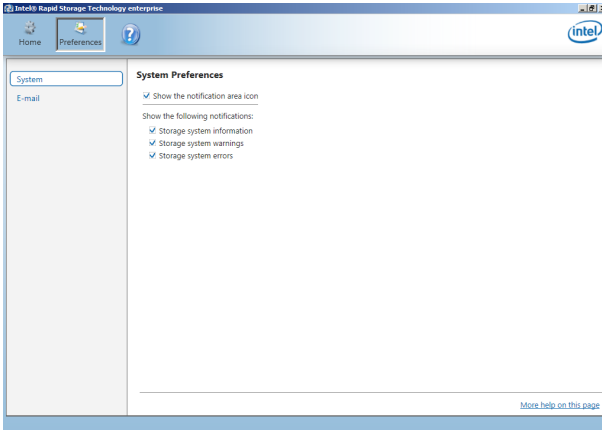 Intel® Rapid Storage Technology enterprise
Home
Preferences
?
intel
System
E-mail
System Preferences
Show the notification area icon
Show the following notifications:
Storage system information
Storage system warnings
Storage system errors
More help on this page